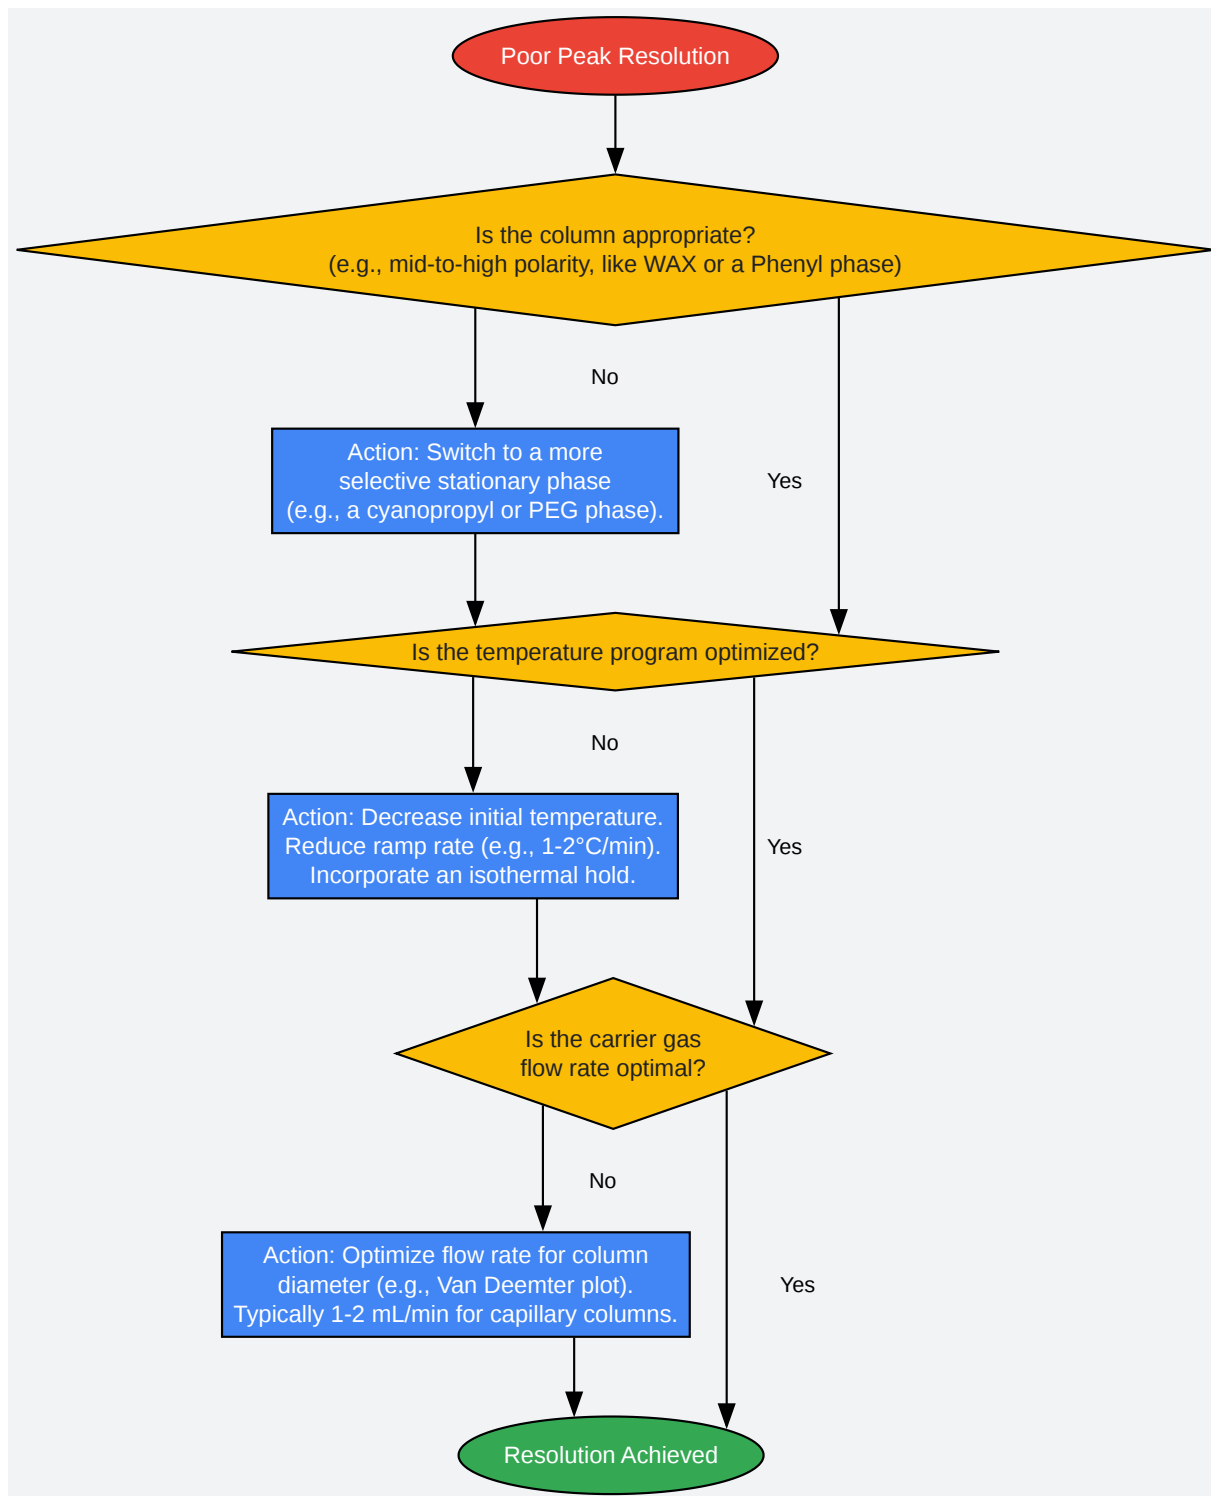 Poor Peak Resolution
Is the column appropriate?
(e.g., mid-to-high polarity, like WAX or a Phenyl phase)
No
Action: Switch to a more
selective stationary phase
(e.g., a cyanopropyl or PEG phase).
Yes
Is the temperature program optimized?
No
Action: Decrease initial temperature.
Reduce ramp rate (e.g., 1-2°C/min).
Incorporate an isothermal hold.
Yes
Is the carrier gas
flow rate optimal?
No
Action: Optimize flow rate for column
diameter (e.g., Van Deemter plot).
Typically 1-2 mL/min for capillary columns.
Yes
Resolution Achieved